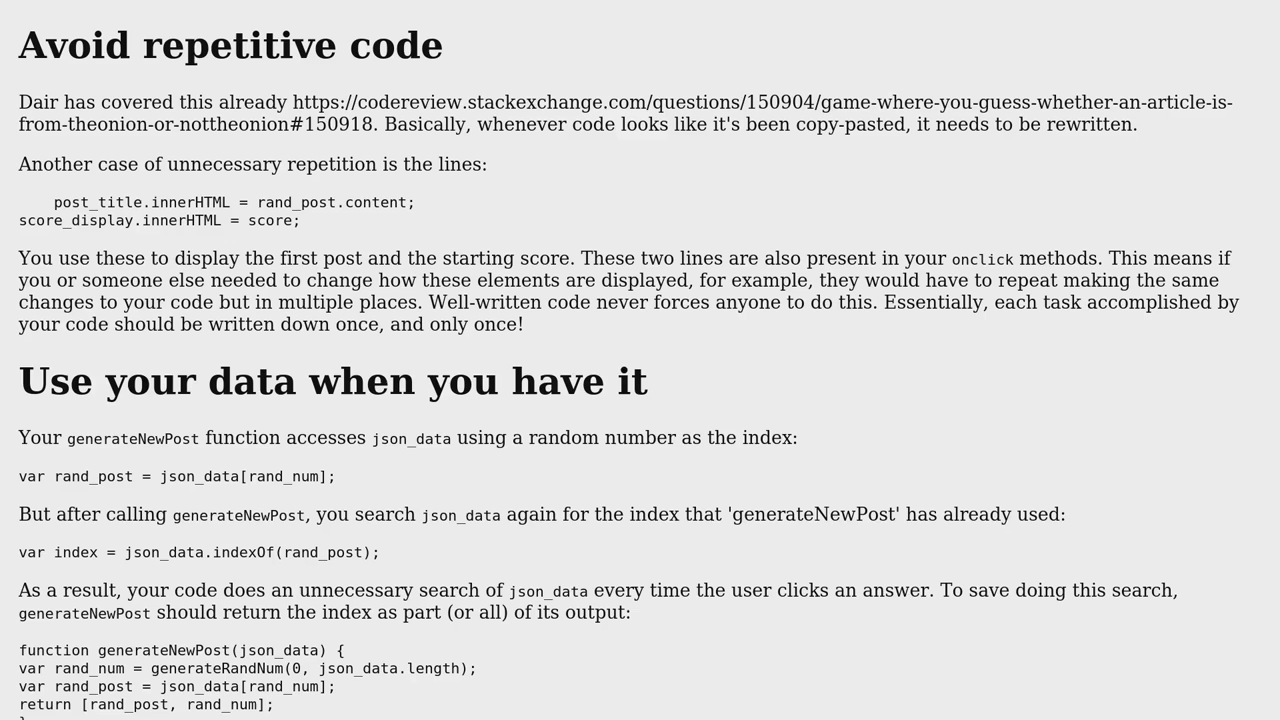 Avoid repetitive code
Dair has covered this already https://codereview.stackexchange.com/questions/150904/game-where-you-guess-whether-an-article-is-
from-theonion-or-nottheonion#150918. Basically, whenever code looks like it's been copy-pasted, it needs to be rewritten.
Another case of unnecessary repetition is the lines:
    post_title.innerHTML = rand_post.content;
score_display.innerHTML = score;
You use these to display the first post and the starting score. These two lines are also present in your onclick methods. This means if
you or someone else needed to change how these elements are displayed, for example, they would have to repeat making the same
changes to your code but in multiple places. Well-written code never forces anyone to do this. Essentially, each task accomplished by
your code should be written down once, and only once!
Use your data when you have it
Your generateNewPost function accesses json_data using a random number as the index:
var rand_post = json_data[rand_num];
But after calling generateNewPost, you search json_data again for the index that 'generateNewPost' has already used:
var index = json_data.indexOf(rand_post);
As a result, your code does an unnecessary search of json_data every time the user clicks an answer. To save doing this search,
generateNewPost should return the index as part (or all) of its output:
function generateNewPost(json_data) {
var rand_num = generateRandNum(0, json_data.length);
var rand_post = json_data[rand_num];
return [rand_post, rand_num];